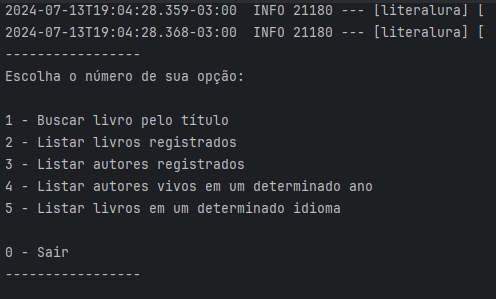 2024-07-13T19:04:28.359-03:00  INFO 21180 --- [literalura] [
2024-07-13T19:04:28.368-03:00  INFO 21180 --- [literalura] [
-----------------
Escolha o número de sua opção:

1 - Buscar livro pelo título
2 - Listar livros registrados
3 - Listar autores registrados
4 - Listar autores vivos em um determinado ano
5 - Listar livros em um determinado idioma

0 - Sair
-----------------